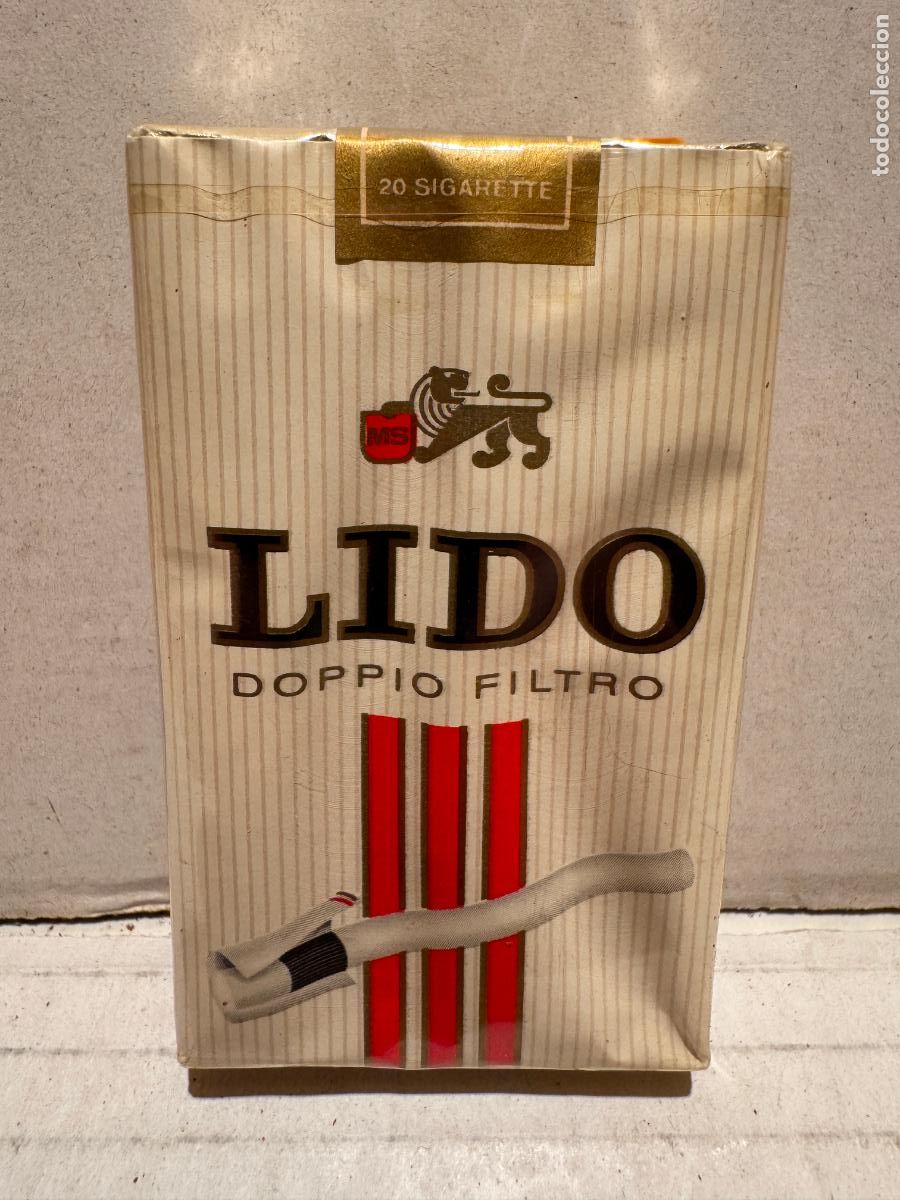 todocoleccion
20 SIGARETTE
MS
LIDO
DOPPIO FILTRO